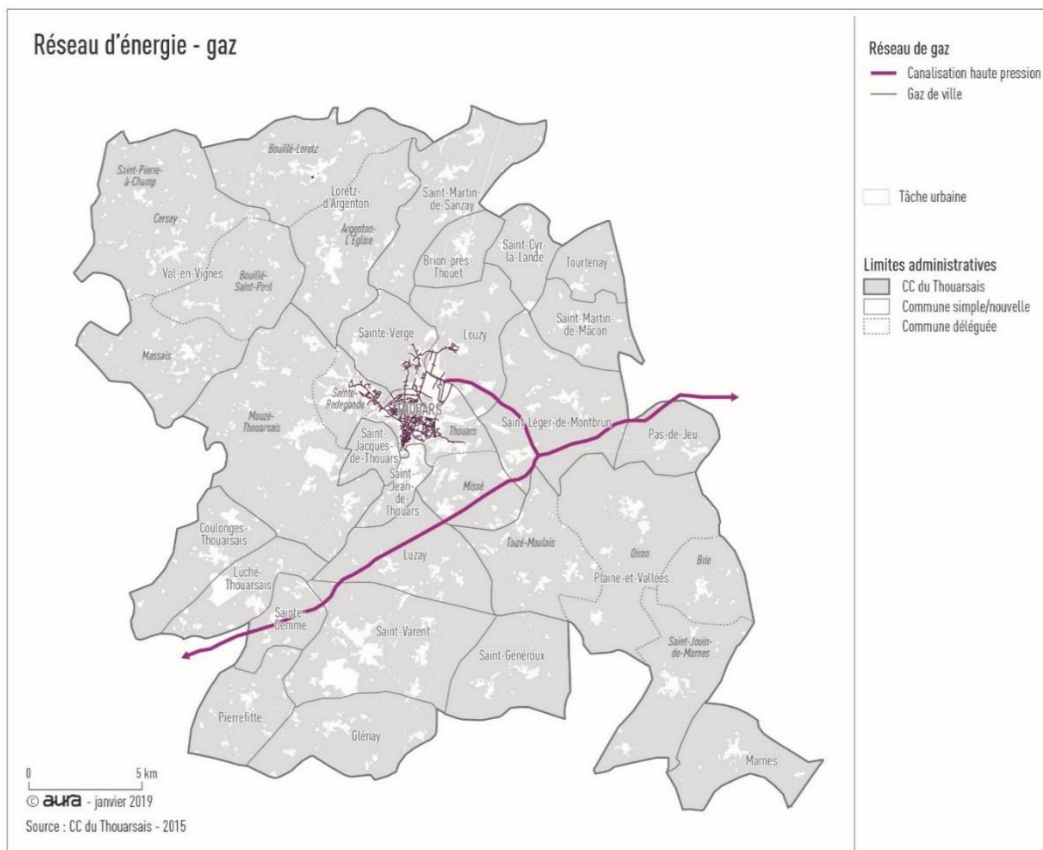 Réseau d'énergie - gaz
Réseau de gaz
Canalisation haute pression
Gaz de ville
Tâche urbaine
Limites administratives
CC du Thouarsais
Commune simple/nouvelle
Commune déléguée
Bouillé-Loretz
Saint-Pierre-
à-Champ
Loretz-
d'Argenton
Saint-Martin-
de-Sanzay
Cersay
Argenton-
L'Église
Saint-Cyr-
la-Lande
Brion-près-
Thouet
Tourtenay
Val-en-Vignes
Bouillé-
Saint-Paul
Saint-Martin-
de-Mâcon
Sainte-Verge
Louzy
Massais
Sainte-
Radegonde
THOUARS
Mauzé-
Thouarsais
Thouars
Saint-Léger-de-Montbrun
Pas-de-Jeu
Saint-
Jacques-
de-Thouars
Saint-
Jean-
de-
Thouars
Missé
Coulonges-
Thouarsais
Luzay
Taizé-Maulais
Oiron
Brie
Plaine-et-Vallées
Luché-
Thouarsais
Sainte-
Gemme
Saint-Varent
Saint-Généroux
Saint-Jouin-
de-Marnes
Pierrefitte
Glénay
Marnes
0 5 km
© aura - janvier 2019
Source : CC du Thouarsais - 2015